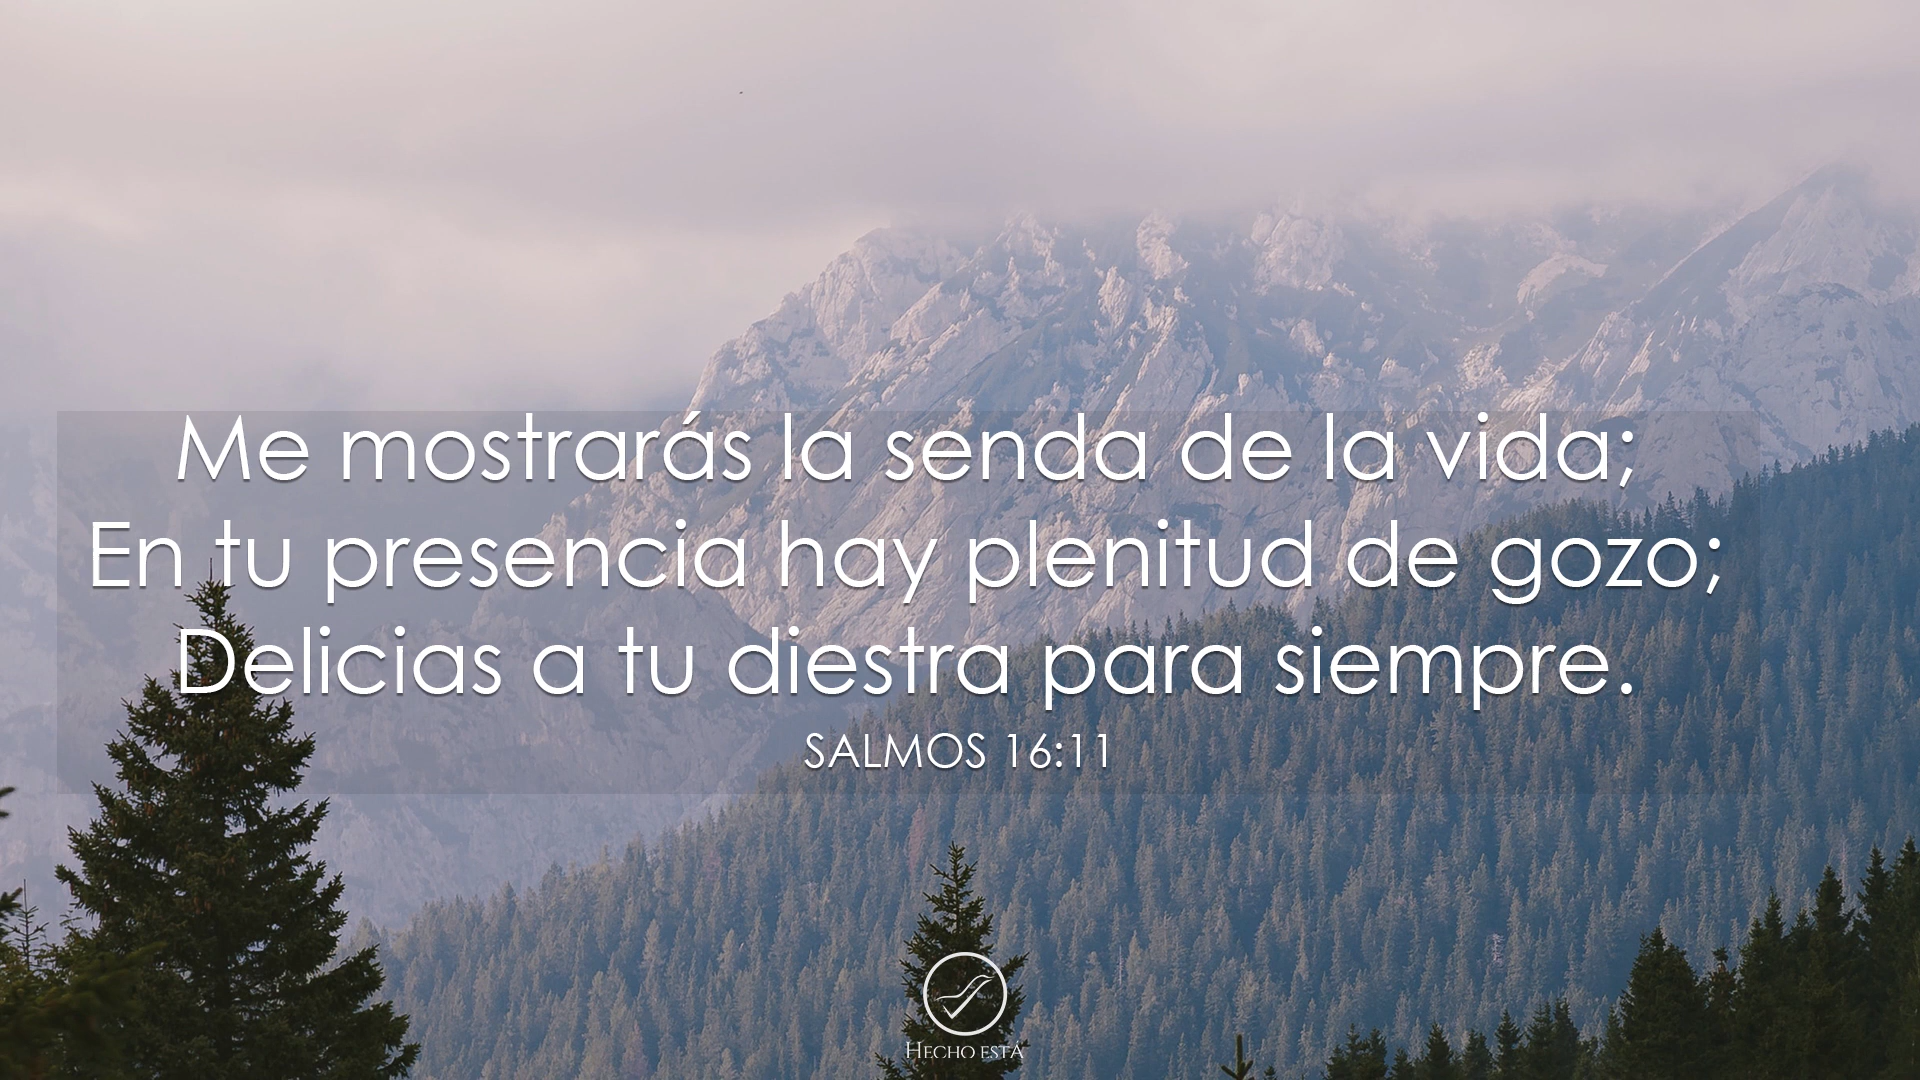 Me mostrarás la senda de la vida;
En tu presencia hay plenitud de gozo;
Delicias a tu diestra para siempre.
SALMOS 16:11
HECHO ESTÁ